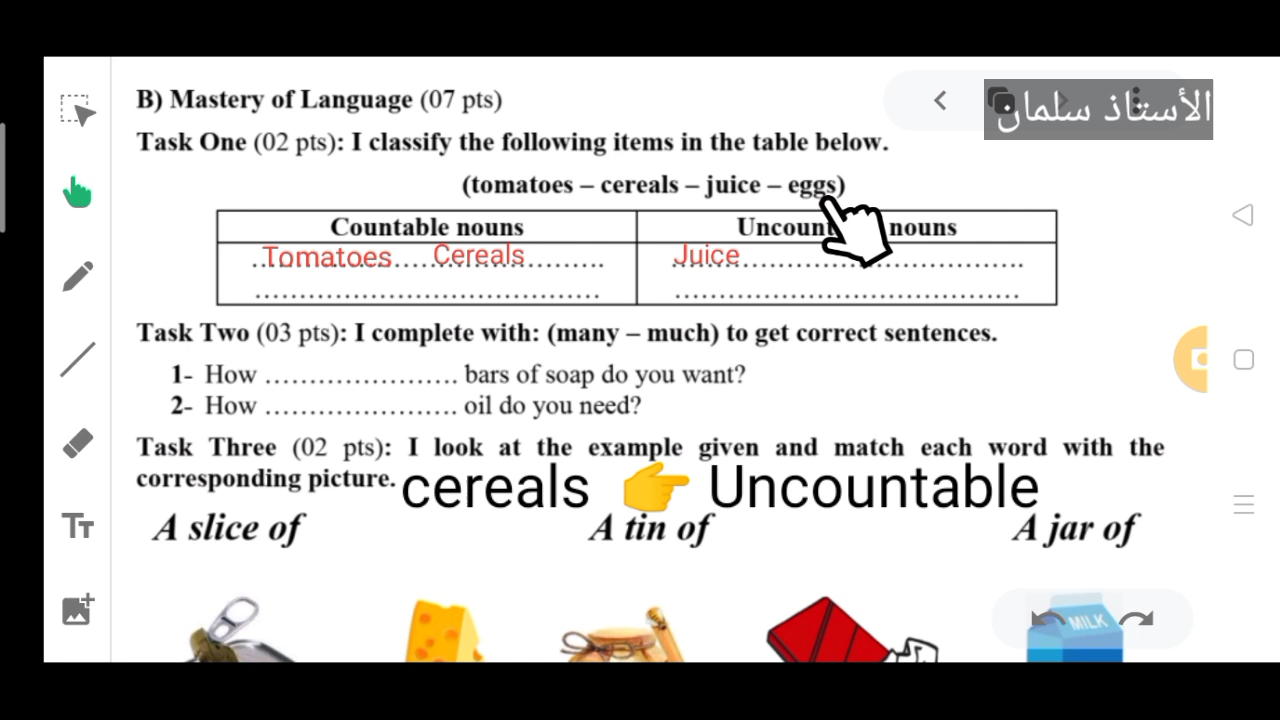 B) Mastery of Language (07 pts)
الأستاذ سلمان
Task One (02 pts): I classify the following items in the table below.
(tomatoes – cereals – juice – eggs)
Countable nouns
nouns
Tomatoes Cereals
Juice
Task Two (03 pts): I complete with: (many – much) to get correct sentences.
1- How ...................... bars of soap do you want?
2- How ...................... oil do you need?
Task Three (02 pts): I look at the example given and match each word with the
corresponding picture.
cereals 👉 Uncountable
A slice of A tin of A jar of
MILK
Tт